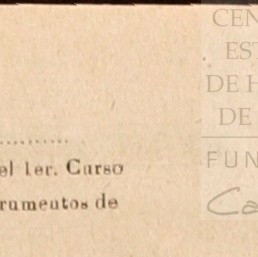 el 1er. Curso
rumentos de
CEN
EST
DE H
DE
FUN
Ca